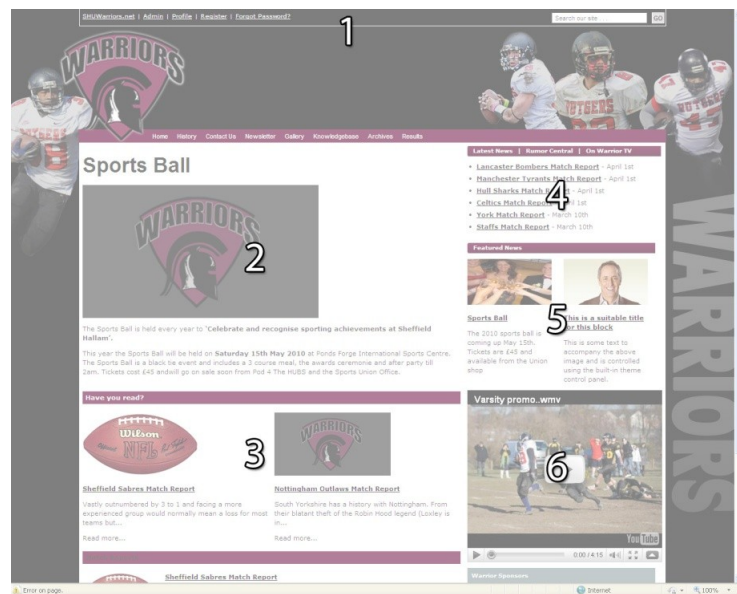 SHUWarriors.net | Admin | Profile | Register | Forgot Password?
Search our site GO
1
WARRIORS
RUTGERS
Home History Contact Us Newsletter Gallery Knowledgebase Archives Results
Sports Ball
WARRIORS
2
The Sports Ball is held every year to 'Celebrate and recognise sporting achievements at Sheffield
Hallam'.
This year the Sports Ball will be held on Saturday 15th May 2010 at Ponds Forge International Sports Centre.
The Sports Ball is a black tie event and includes a 3 course meal, the awards ceremonie and after party till
2am. Tickets cost £45 andwill go on sale soon from Pod 4 The HUBS and the Sports Union Office.
Have you read?
Wilson
NFL
WARRIORS
3
Sheffield Sabres Match Report
Vastly outnumbered by 3 to 1 and facing a more
experienced group would normally mean a loss for most
teams but...
Read more...
Nottingham Outlaws Match Report
South Yorkshire has a history with Nottingham. From
their blatant theft of the Robin Hood legend (Loxley is
in...
Read more...
Sheffield Sabres Match Report
Latest News | Rumor Central | On Warrior TV
• Lancaster Bombers Match Report - April 1st
• Manchester Tyrants Match Report - April 1st
• Hull Sharks Match Report - April 1st
• Celtics Match Report - April 1st
• York Match Report - March 10th
• Staffs Match Report - March 10th
4
Featured News
Sports Ball
The 2010 sports ball is
coming up May 15th.
Tickets are £45 and
available from the Union
shop
5
This is a suitable title
for this block
This is some text to
accompany the above
image and is controlled
using the built-in theme
control panel.
Varsity promo..wmv
6
YouTube
0:00 / 4:15
Warrior Sponsors
WARRIORS
Error on page.
Internet
100%